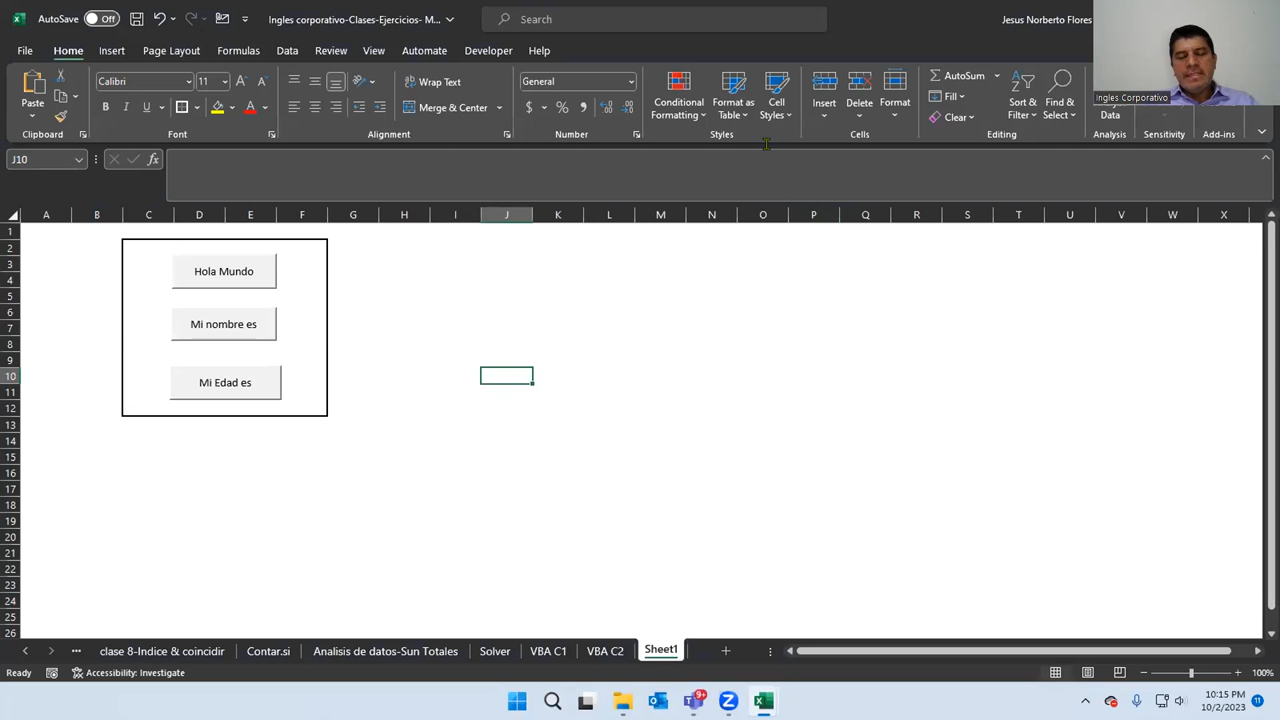 AutoSave Off Ingles corporativo-Clases-Ejercicios- M... Search Jesus Norberto Flores
File Home Insert Page Layout Formulas Data Review View Automate Developer Help
Ingles Corporativo
Paste
Clipboard
Calibri 11
B I U
Font
Wrap Text
Merge & Center
Alignment
General
$ % 9
Number
Conditional Formatting
Format as Table
Cell Styles
Styles
Insert Delete Format
Cells
AutoSum
Fill
Clear
Sort & Filter
Find & Select
Editing
Data
Analysis
Sensitivity
Add-ins
J10 fx
A B C D E F G H I J K L M N O P Q R S T U V W X
1
2
3
4
5
6
7
8
9
10
11
12
13
14
15
16
17
18
19
20
21
22
23
24
25
26
Hola Mundo
Mi nombre es
Mi Edad es
... clase 8-Indice & coincidir Contar.si Analisis de datos-Sun Totales Solver VBA C1 VBA C2 Sheet1
Ready Accessibility: Investigate 100%
9+
10:15 PM
10/2/2023
11